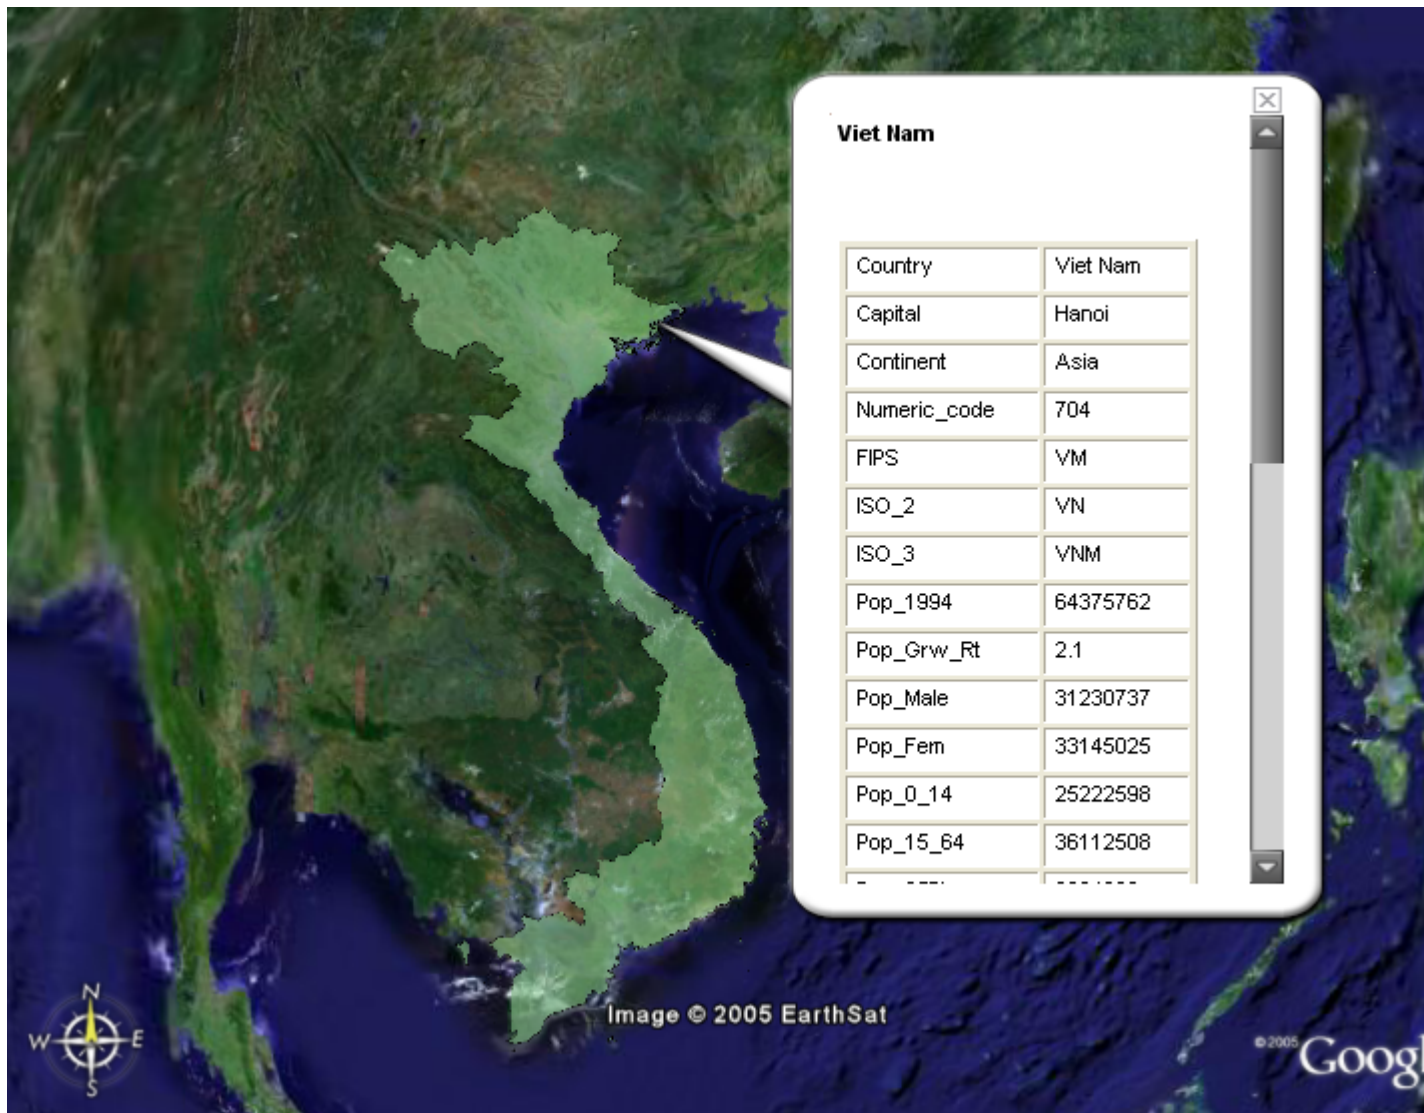 Viet Nam
Country Viet Nam
Capital Hanoi
Continent Asia
Numeric_code 704
FIPS VM
ISO_2 VN
ISO_3 VNM
Pop_1994 64375762
Pop_Grw_Rt 2.1
Pop_Male 31230737
Pop_Fem 33145025
Pop_0_14 25222598
Pop_15_64 36112508
N
W E
S
Image © 2005 EarthSat
©2005 Googl